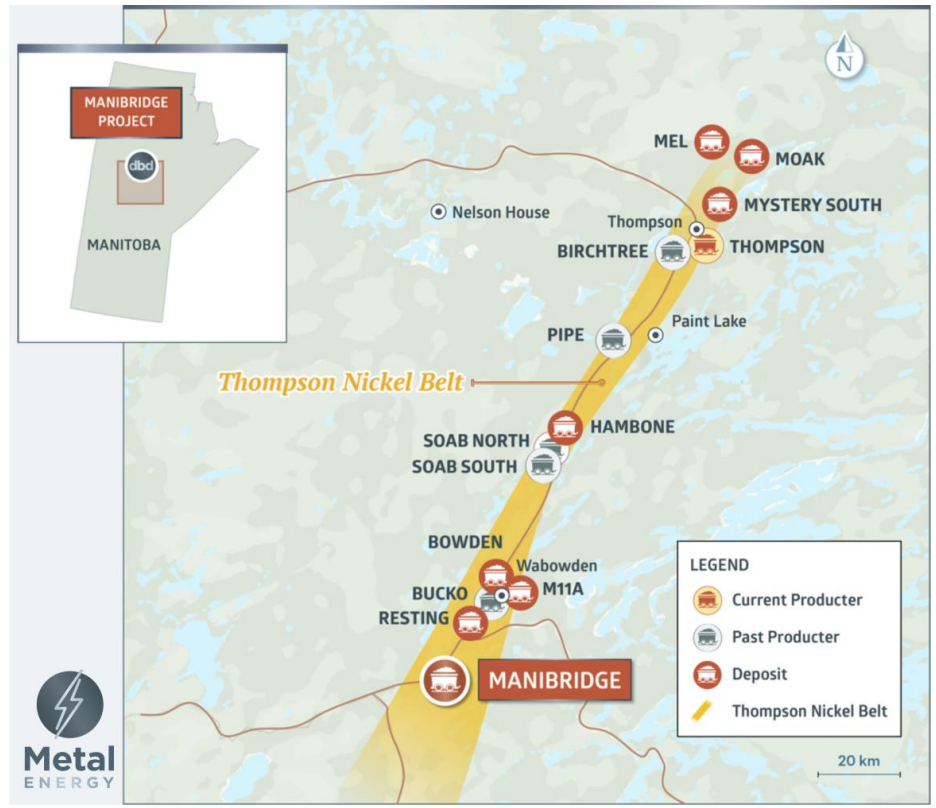 MANIBRIDGE
PROJECT
dbd
MANITOBA
N
MEL
MOAK
MYSTERY SOUTH
Nelson House
Thompson
THOMPSON
BIRCHTREE
Paint Lake
PIPE
Thompson Nickel Belt
HAMBONE
SOAB NORTH
SOAB SOUTH
BOWDEN
Wabowden
M11A
BUCKO
RESTING
MANIBRIDGE
LEGEND
Current Producter
Past Producter
Deposit
Thompson Nickel Belt
20 km
Metal
ENERGY